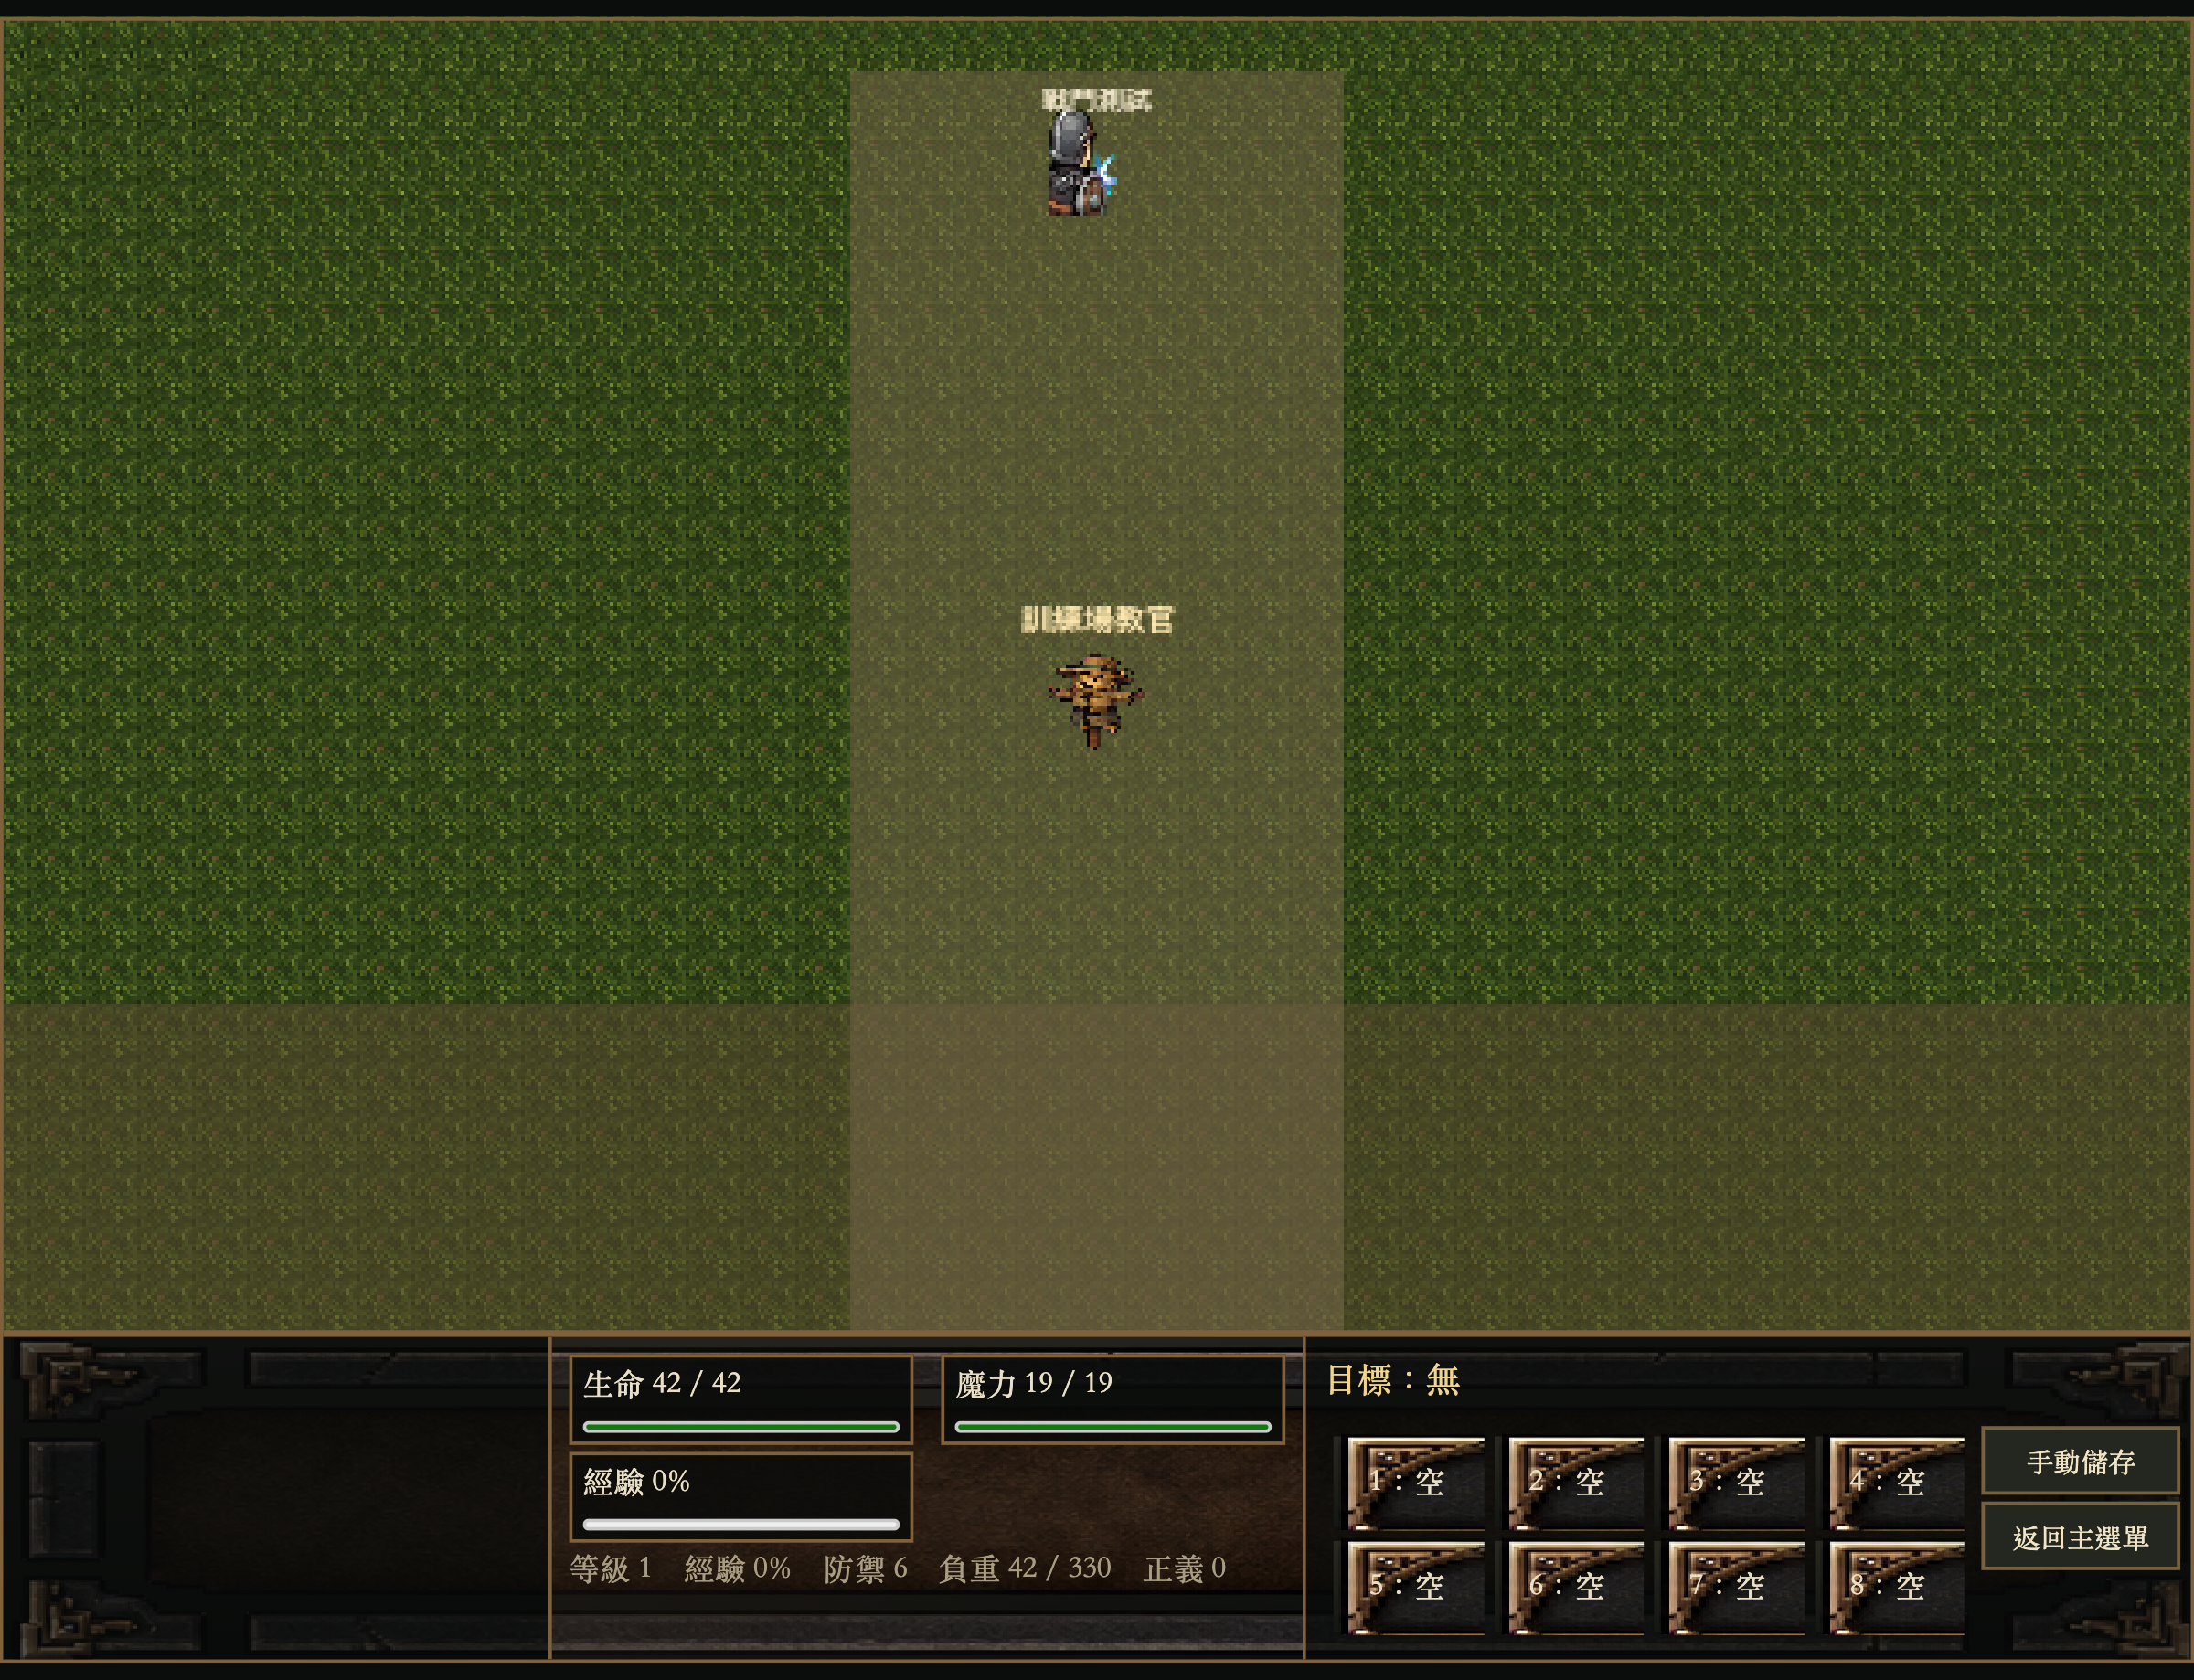 戰鬥測試
訓練場教官
生命 42 / 42
魔力 19 / 19
目標：無
經驗 0%
1：空
2：空
3：空
4：空
手動儲存
返回主選單
等級 1 經驗 0% 防禦 6 負重 42 / 330 正義 0
5：空
6：空
7：空
8：空